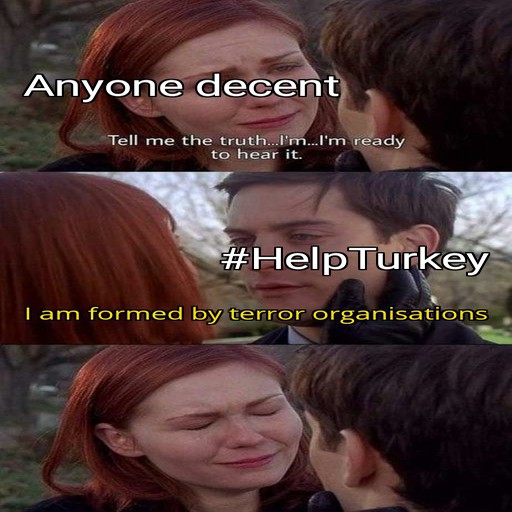 Anyone decent
Tell me the truth...I'm...I'm ready
to hear it.
#HelpTurkey
I am formed by terror organisations